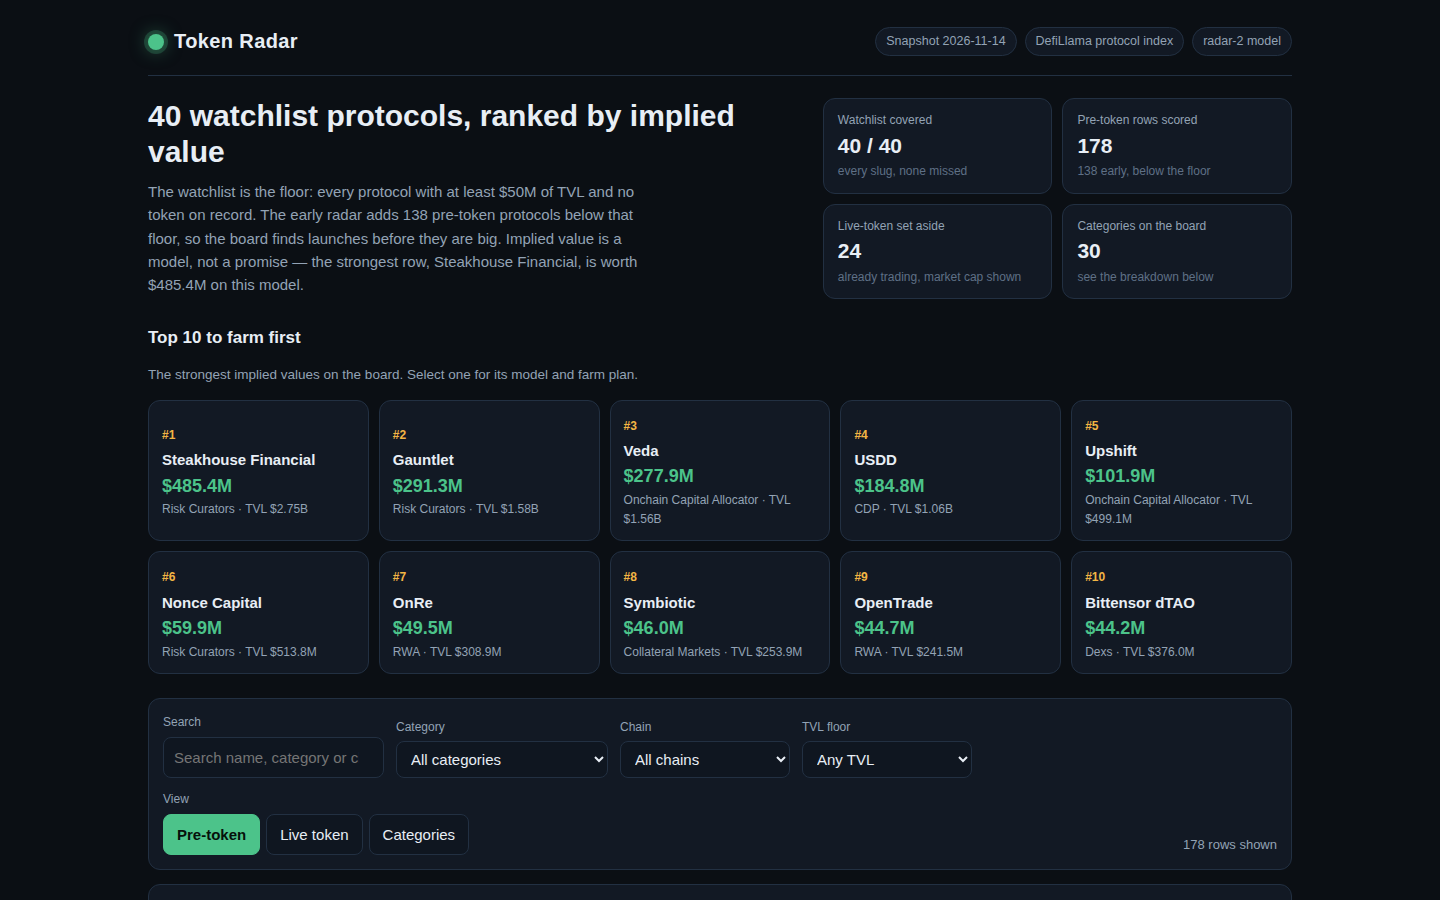 Token Radar
Snapshot 2026-11-14
DefiLlama protocol index
radar-2 model
40 watchlist protocols, ranked by implied
value
The watchlist is the floor: every protocol with at least $50M of TVL and no
token on record. The early radar adds 138 pre-token protocols below that
floor, so the board finds launches before they are big. Implied value is a
model, not a promise — the strongest row, Steakhouse Financial, is worth
$485.4M on this model.
Watchlist covered
40 / 40
every slug, none missed
Pre-token rows scored
178
138 early, below the floor
Live-token set aside
24
already trading, market cap shown
Categories on the board
30
see the breakdown below
Top 10 to farm first
The strongest implied values on the board. Select one for its model and farm plan.
#1
Steakhouse Financial
$485.4M
Risk Curators · TVL $2.75B
#2
Gauntlet
$291.3M
Risk Curators · TVL $1.58B
#3
Veda
$277.9M
Onchain Capital Allocator · TVL
$1.56B
#4
USDD
$184.8M
CDP · TVL $1.06B
#5
Upshift
$101.9M
Onchain Capital Allocator · TVL
$499.1M
#6
Nonce Capital
$59.9M
Risk Curators · TVL $513.8M
#7
OnRe
$49.5M
RWA · TVL $308.9M
#8
Symbiotic
$46.0M
Collateral Markets · TVL $253.9M
#9
OpenTrade
$44.7M
RWA · TVL $241.5M
#10
Bittensor dTAO
$44.2M
Dexs · TVL $376.0M
Search
Search name, category or c
Category
All categories
Chain
All chains
TVL floor
Any TVL
View
Pre-token
Live token
Categories
178 rows shown